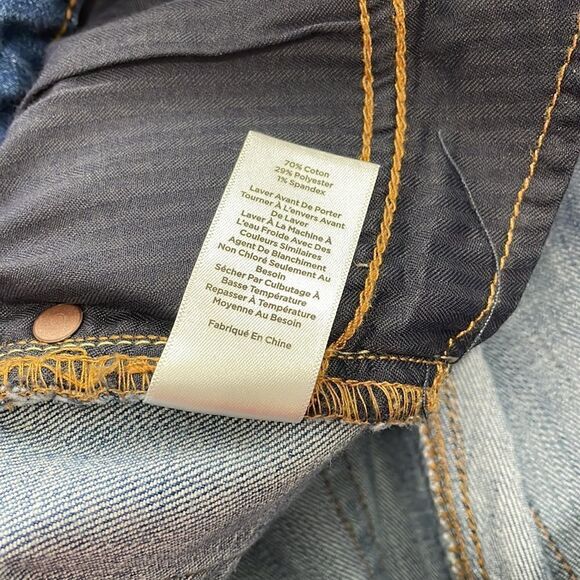 70% Coton
29% Polyester
1% Spandex
Laver Avant De Porter
Tourner À L'envers Avant
De Laver
Laver À La Machine À
L'eau Froide Avec Des
Couleurs Similaires
Agent De Blanchiment
Non Chloré Seulement Au
Besoin
Sécher Par Culbutage À
Basse Température
Repasser À Température
Moyenne Au Besoin
Fabriqué En Chine